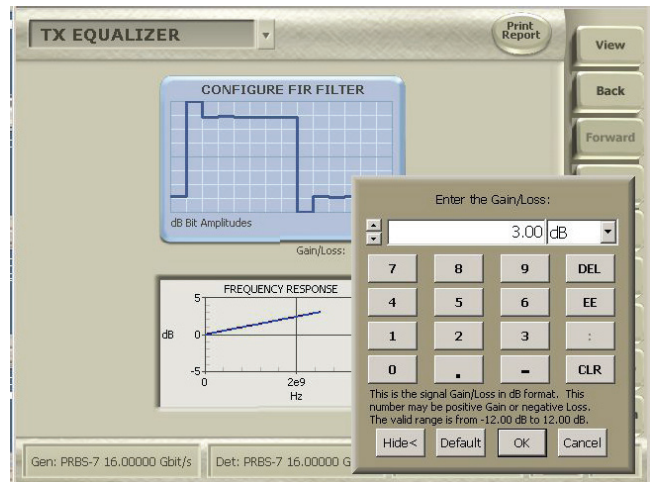 TX EQUALIZER
Print
Report
View
Back
Forward
CONFIGURE FIR FILTER
dB Bit Amplitudes
Gain/Loss:
FREQUENCY RESPONSE
5
dB
0
-5
0
2e9
Hz
Enter the Gain/Loss:
3.00
dB
7
8
9
DEL
4
5
6
EE
1
2
3
:
0
.
-
CLR
This is the signal Gain/Loss in dB format. This
number may be positive Gain or negative Loss.
The valid range is from -12.00 dB to 12.00 dB.
Hide<
Default
OK
Cancel
Gen: PRBS-7 16.00000 Gbit/s
Det: PRBS-7 16.00000 G